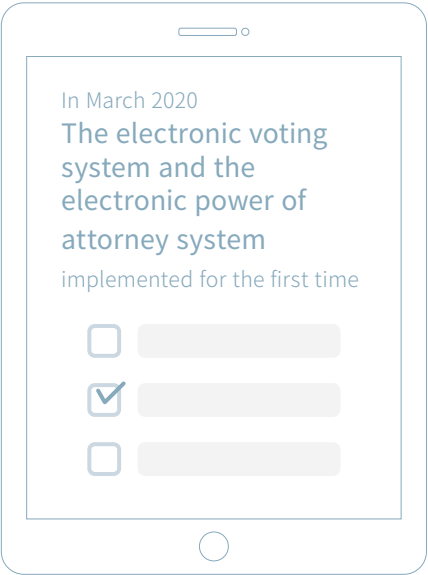 In March 2020
The electronic voting
system and the
electronic power of
attorney system
implemented for the first time